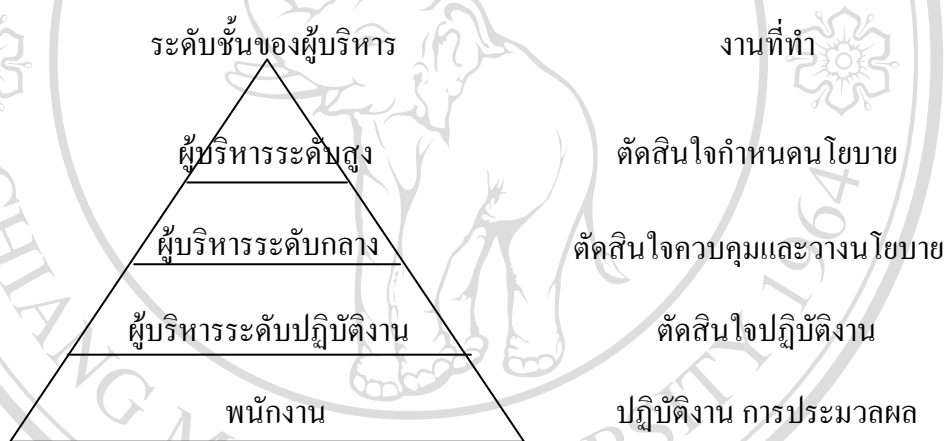 ระดับชั้นของผู้บริหาร งานที่ทำ
ผู้บริหารระดับสูง ตัดสินใจกำหนดนโยบาย
ผู้บริหารระดับกลาง ตัดสินใจควบคุมและวางนโยบาย
ผู้บริหารระดับปฏิบัติงาน ตัดสินใจปฏิบัติงาน
พนักงาน ปฏิบัติงาน การประมวลผล